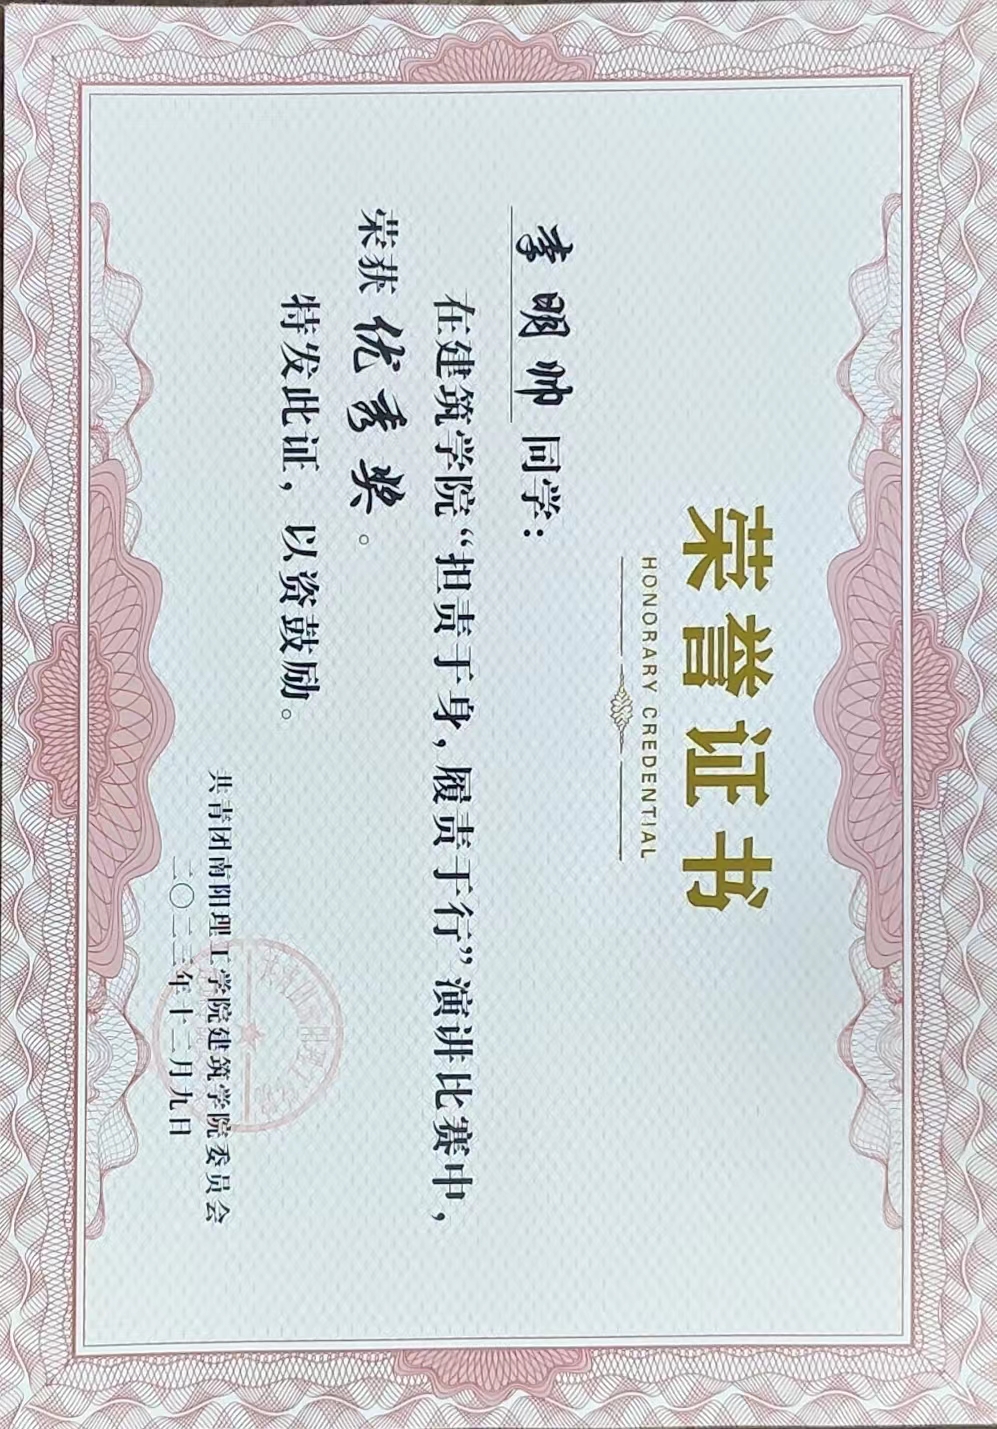 荣誉证书
HONORARY CREDENTIAL
李明帅 同学：
在建筑学院“担责于身，履责于行”演讲比赛中，
荣获 优秀奖 。
特发此证，以资鼓励。
共青团南阳理工学院建筑学院委员会
二〇二三年十二月九日